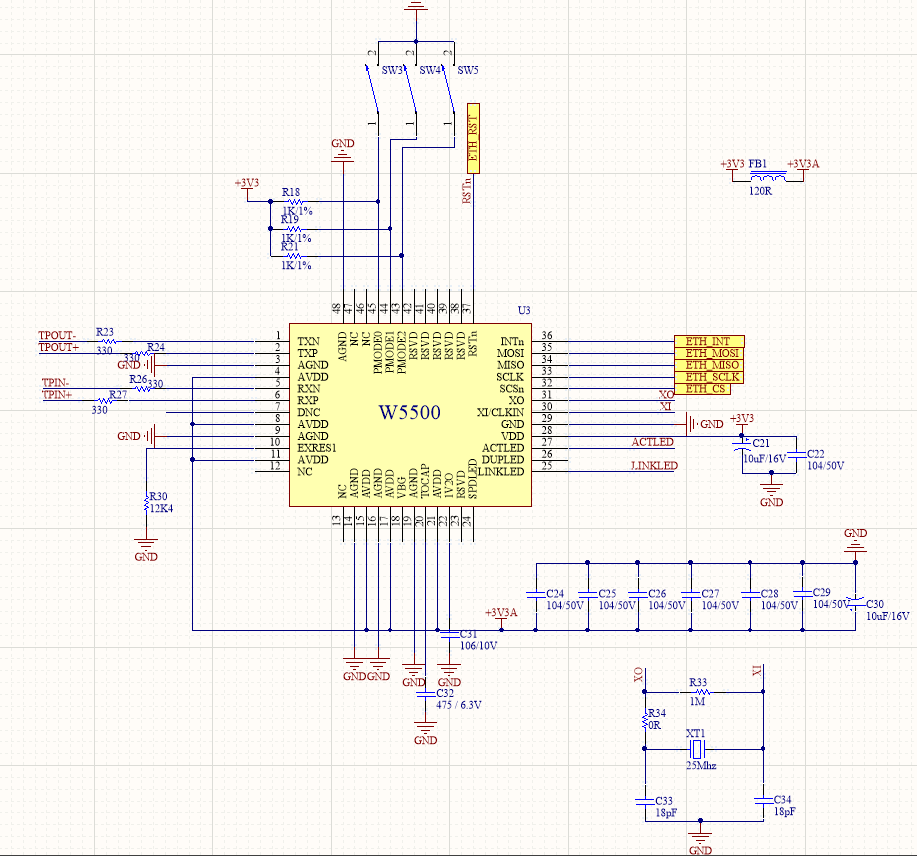 2
2
2
SW3
SW4
SW5
1
1
1
ETH_RST
RSTn
GND
+3V3
R18
1K/1%
R19
1K/1%
R21
1K/1%
+3V3
FB1
+3V3A
120R
48
47
46
45
44
43
42
41
40
39
38
37
U3
AGND
NC
NC
PMODE0
PMODE1
PMODE2
RSVD
RSVD
RSVD
RSVD
RSVD
RSTn
TPOUT-
R23
330
TPOUT+
R24
330
GND
TPIN-
R26
330
TPIN+
R27
330
GND
R30
12K4
GND
1 TXN
2 TXP
3 AGND
4 AVDD
5 RXN
6 RXP
7 DNC
8 AVDD
9 AGND
10 EXRES1
11 AVDD
12 NC
W5500
INTn 36 ETH_INT
MOSI 35 ETH_MOSI
MISO 34 ETH_MISO
SCLK 33 ETH_SCLK
SCSn 32 ETH_CS
XO 31 XO
XI/CLKIN 30 XI
GND 29 GND
VDD 28 +3V3
ACTLED 27 ACTLED
DUPLED 26
LINKLED 25 LINKLED
C21
10uF/16V
C22
104/50V
GND
NC
AGND
AVDD
AGND
AVDD
VBG
AGND
TOCAP
AVDD
1V2O
RSVD
SPDLED
13
14
15
16
17
18
19
20
21
22
23
24
GND
C24
104/50V
C25
104/50V
C26
104/50V
C27
104/50V
C28
104/50V
C29
104/50V
C30
10uF/16V
+3V3A
C31
106/10V
GND
GND
GND
GND
C32
475 / 6.3V
GND
XO
XI
R33
1M
R34
0R
XT1
25Mhz
C33
18pF
C34
18pF
GND